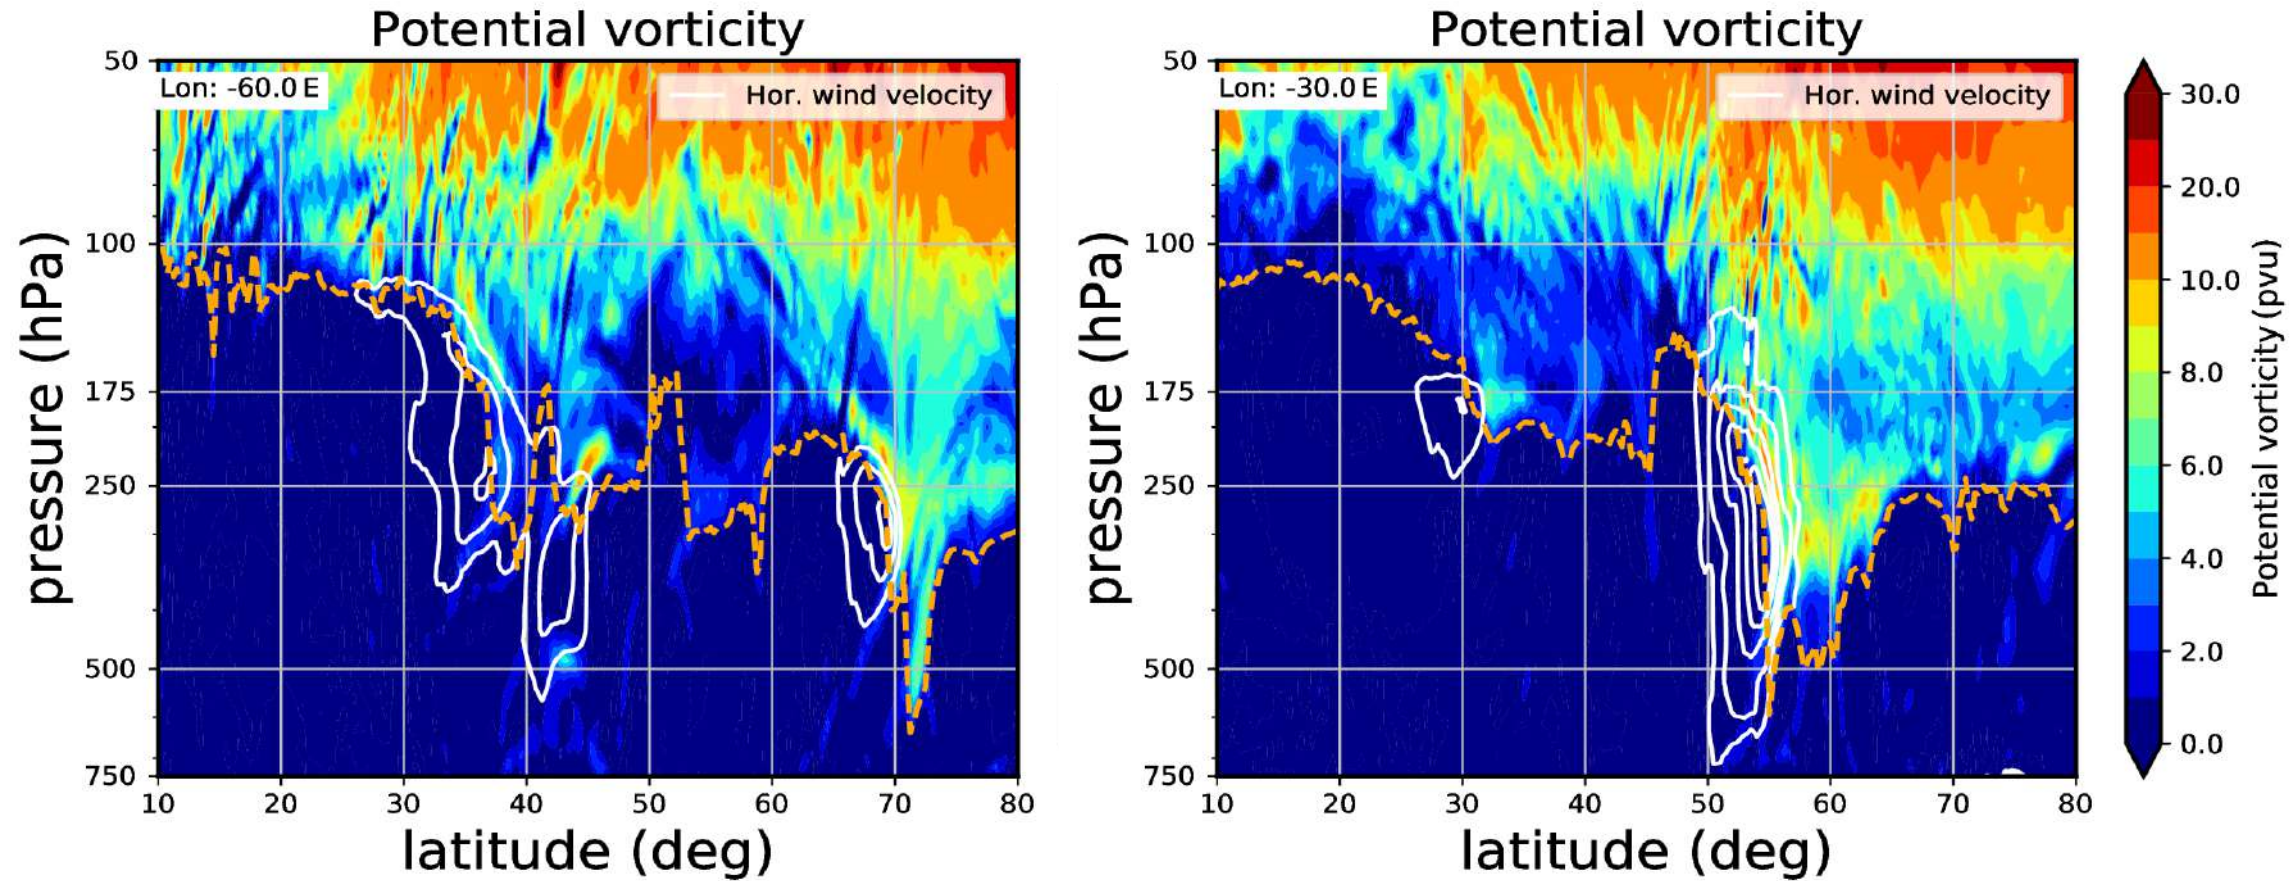 Potential vorticity
Lon: -60.0 E
Hor. wind velocity
50
100
175
250
500
750
10 20 30 40 50 60 70 80
pressure (hPa)
latitude (deg)
Potential vorticity
Lon: -30.0 E
Hor. wind velocity
50
100
175
250
500
750
10 20 30 40 50 60 70 80
pressure (hPa)
latitude (deg)
30.0
20.0
10.0
8.0
6.0
4.0
2.0
0.0
Potential vorticity (pvu)